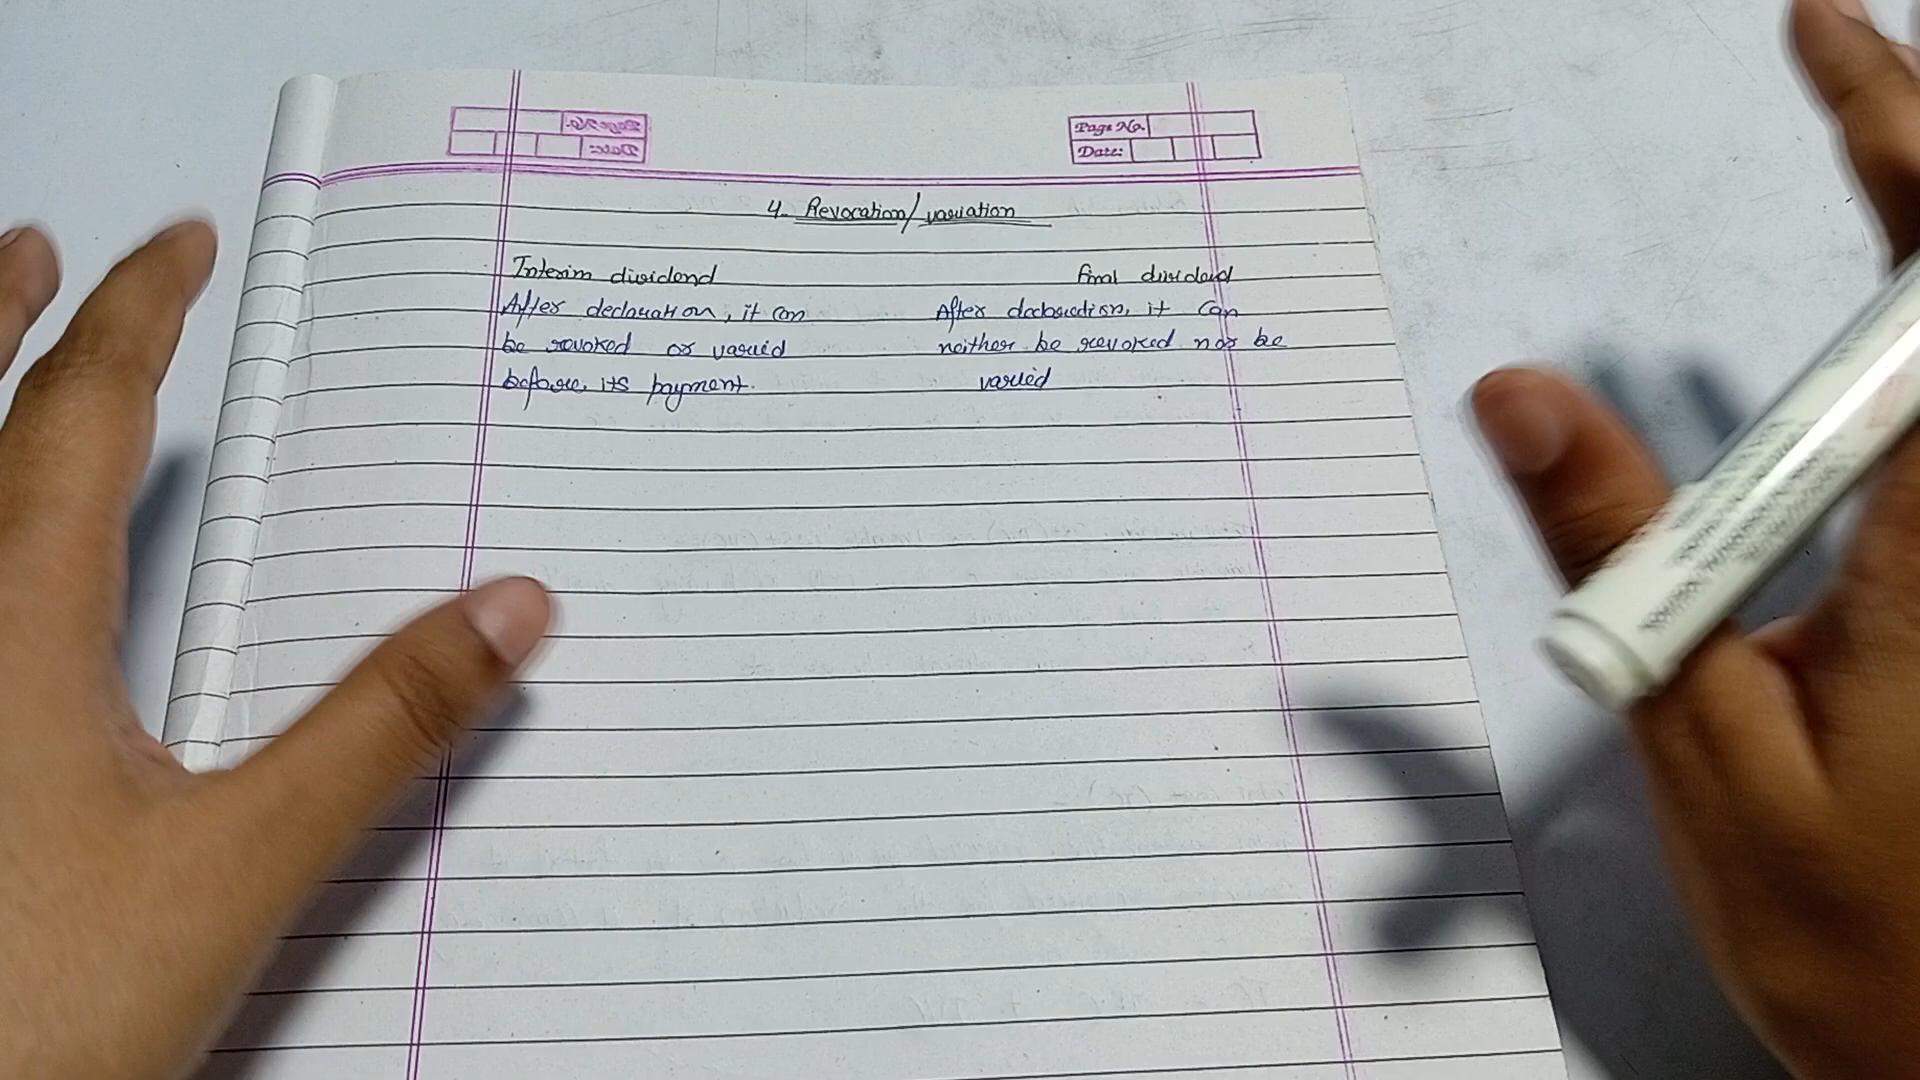 Page No.
Date:
4. Revocation/variation
Interim dividend
After declaration, it can
be revoked or varied
before its payment.
final dividend
After declaration, it can
neither be revoked nor be
varied